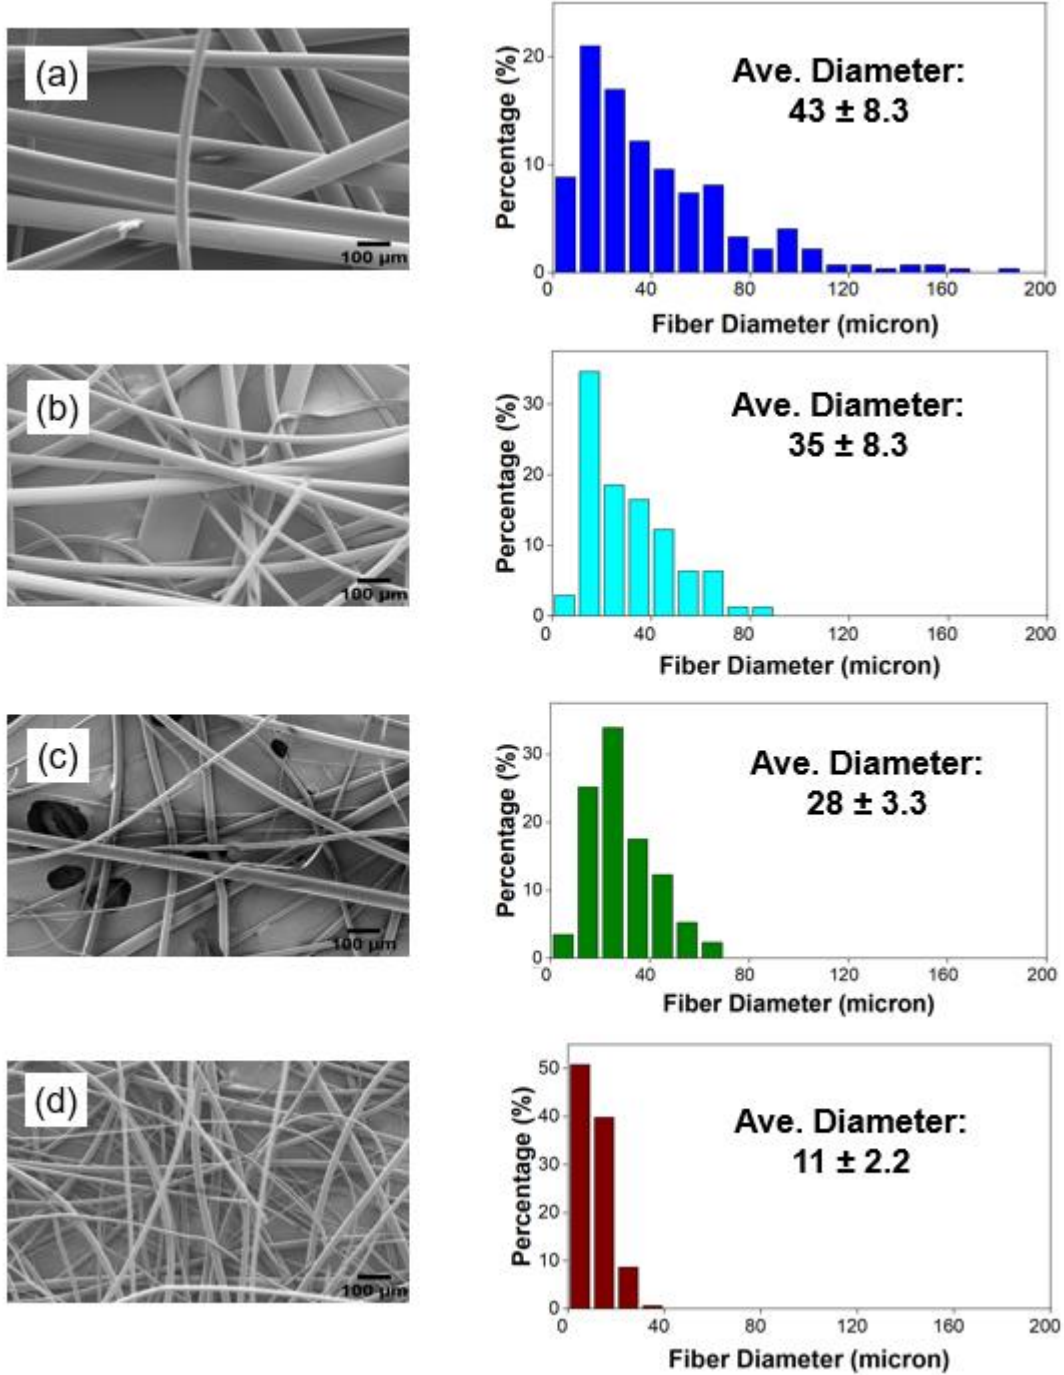 (a)
100 μm
Percentage (%)
20
10
0
Ave. Diameter:
43 ± 8.3
0 40 80 120 160 200
Fiber Diameter (micron)
(b)
100 μm
Percentage (%)
30
20
10
0
Ave. Diameter:
35 ± 8.3
0 40 80 120 160 200
Fiber Diameter (micron)
(c)
100 μm
Percentage (%)
30
20
10
0
Ave. Diameter:
28 ± 3.3
0 40 80 120 160 200
Fiber Diameter (micron)
(d)
100 μm
Percentage (%)
50
40
30
20
10
0
Ave. Diameter:
11 ± 2.2
0 40 80 120 160 200
Fiber Diameter (micron)